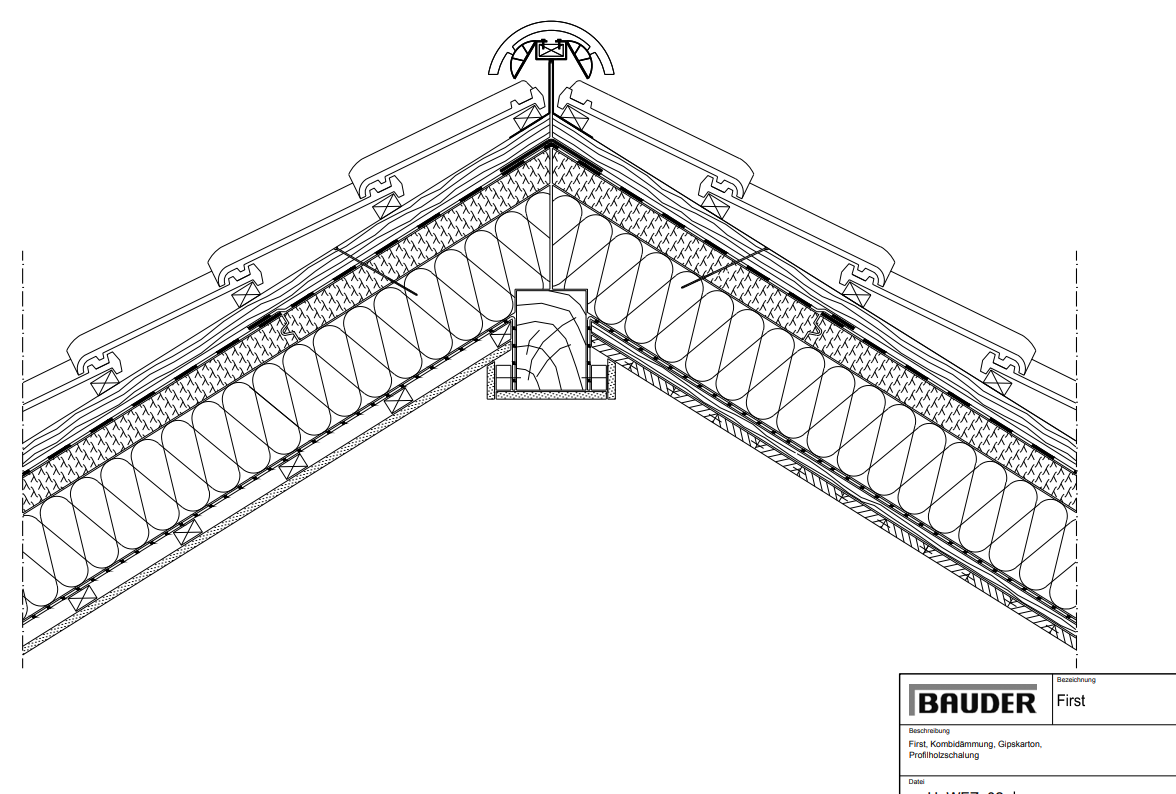 BAUDER
Bezeichnung
First
Beschreibung
First, Kombidämmung, Gipskarton,
Profilholzschalung
Datei